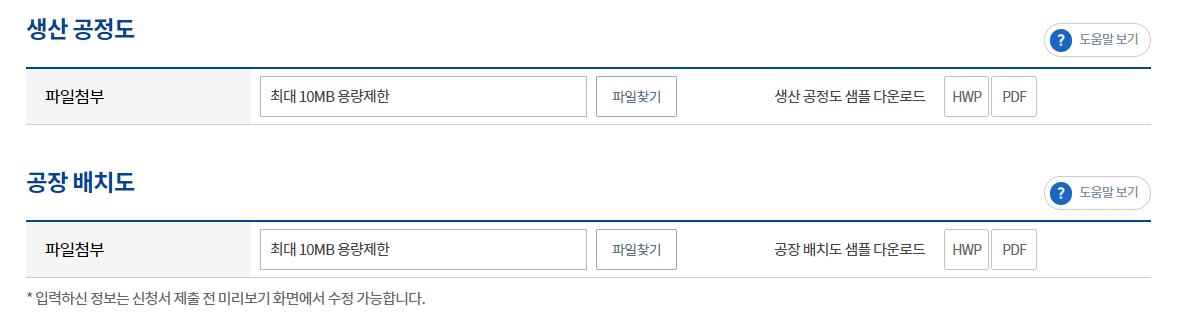 생산 공정도
? 도움말 보기
파일첨부 최대 10MB 용량제한 파일찾기 생산 공정도 샘플 다운로드 HWP PDF
공장 배치도
? 도움말 보기
파일첨부 최대 10MB 용량제한 파일찾기 공장 배치도 샘플 다운로드 HWP PDF
* 입력하신 정보는 신청서 제출 전 미리보기 화면에서 수정 가능합니다.